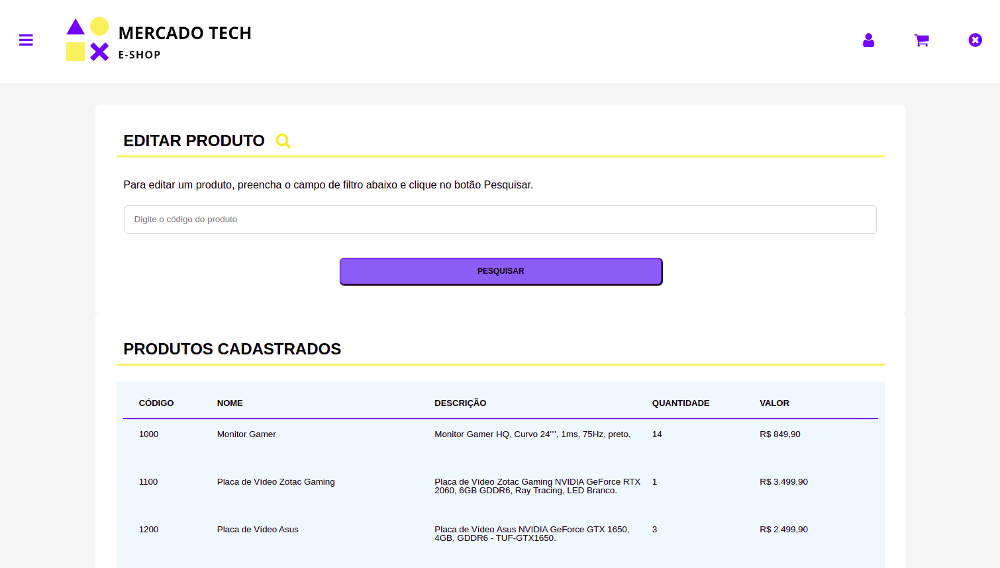 MERCADO TECH
E-SHOP
EDITAR PRODUTO
Para editar um produto, preencha o campo de filtro abaixo e clique no botão Pesquisar.
Digite o código do produto
PESQUISAR
PRODUTOS CADASTRADOS
CÓDIGO NOME DESCRIÇÃO QUANTIDADE VALOR
1000 Monitor Gamer Monitor Gamer HQ, Curvo 24"", 1ms, 75Hz, preto. 14 R$ 849,90
1100 Placa de Vídeo Zotac Gaming Placa de Vídeo Zotac Gaming NVIDIA GeForce RTX 1 R$ 3.499,90
2060, 6GB GDDR6, Ray Tracing, LED Branco.
1200 Placa de Vídeo Asus Placa de Vídeo Asus NVIDIA GeForce GTX 1650, 3 R$ 2.499,90
4GB, GDDR6 - TUF-GTX1650.